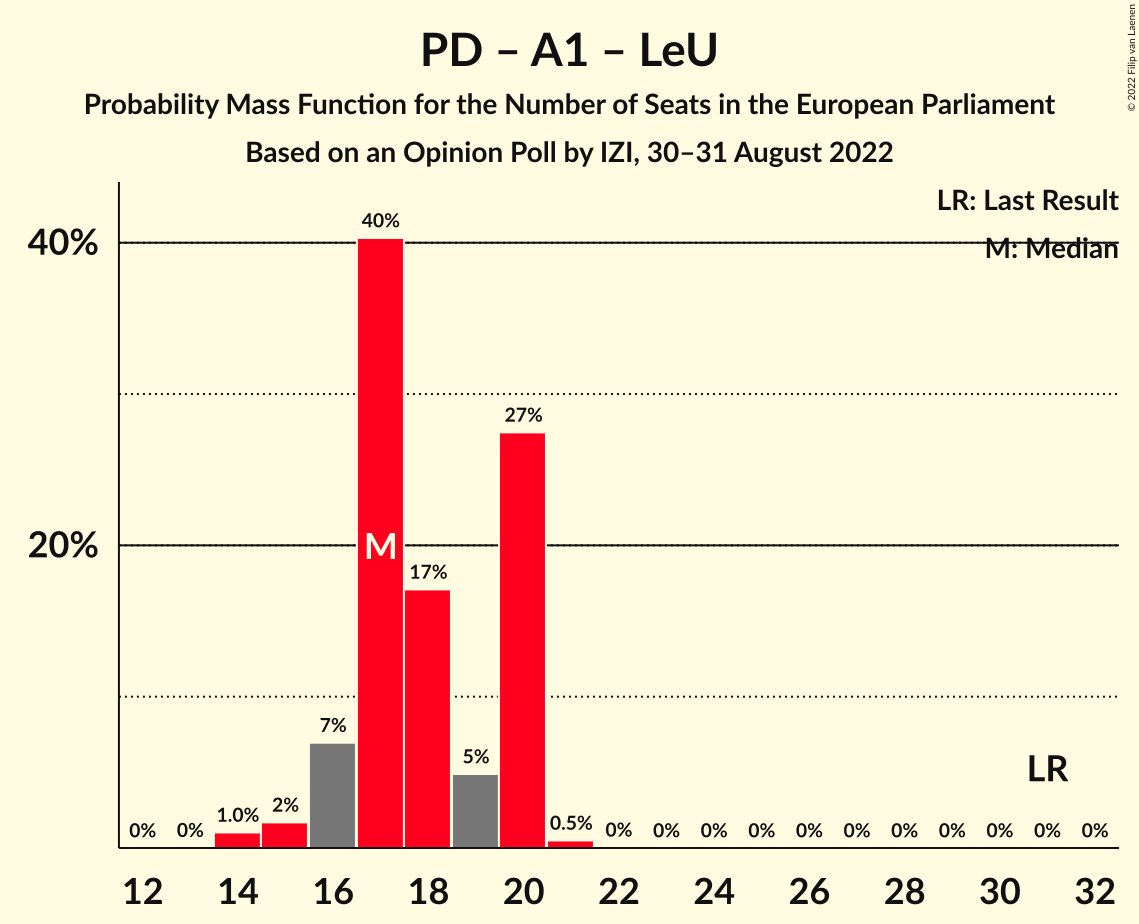 PD – A1 – LeU
Probability Mass Function for the Number of Seats in the European Parliament
Based on an Opinion Poll by IZI, 30–31 August 2022
© 2022 Filip van Laenen
LR: Last Result
M: Median
40%
20%
0%
0%
1.0%
2%
7%
40%
M
17%
5%
27%
0.5%
0%
0%
0%
0%
0%
0%
0%
0%
0%
0%
0%
LR
12 14 16 18 20 22 24 26 28 30 32